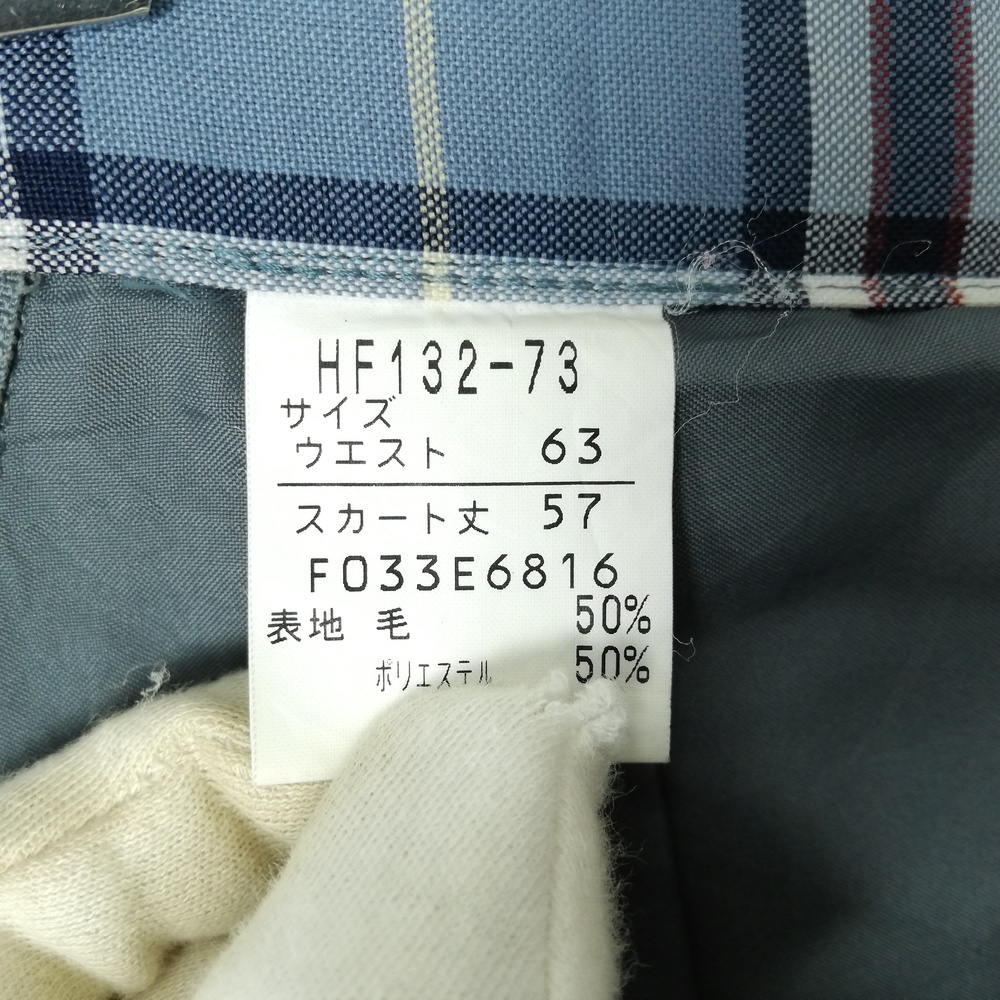 HF132-73
サイズ
ウエスト 63
スカート丈 57
F033E6816
表地 毛 50%
ポリエステル 50%